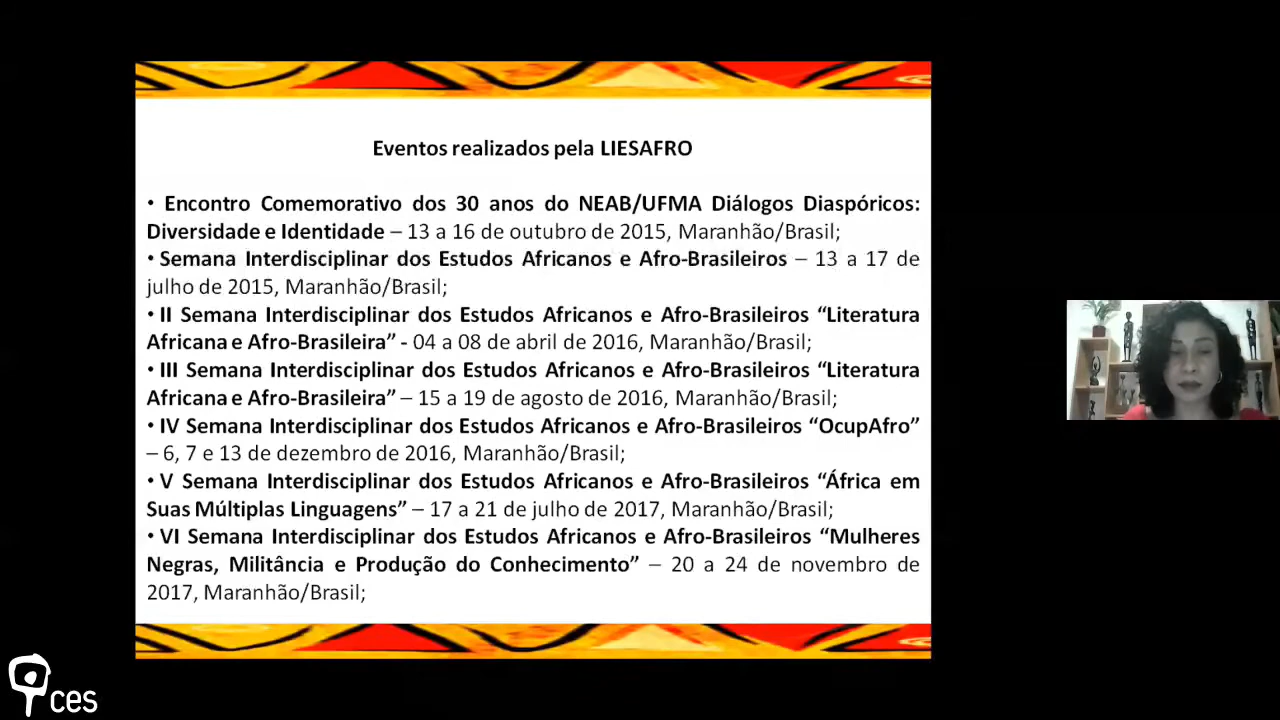 Eventos realizados pela LIESAFRO
• Encontro Comemorativo dos 30 anos do NEAB/UFMA Diálogos Diaspóricos:
Diversidade e Identidade – 13 a 16 de outubro de 2015, Maranhão/Brasil;
• Semana Interdisciplinar dos Estudos Africanos e Afro-Brasileiros – 13 a 17 de
julho de 2015, Maranhão/Brasil;
• II Semana Interdisciplinar dos Estudos Africanos e Afro-Brasileiros “Literatura
Africana e Afro-Brasileira” - 04 a 08 de abril de 2016, Maranhão/Brasil;
• III Semana Interdisciplinar dos Estudos Africanos e Afro-Brasileiros “Literatura
Africana e Afro-Brasileira” – 15 a 19 de agosto de 2016, Maranhão/Brasil;
• IV Semana Interdisciplinar dos Estudos Africanos e Afro-Brasileiros “OcupAfro”
– 6, 7 e 13 de dezembro de 2016, Maranhão/Brasil;
• V Semana Interdisciplinar dos Estudos Africanos e Afro-Brasileiros “África em
Suas Múltiplas Linguagens” – 17 a 21 de julho de 2017, Maranhão/Brasil;
• VI Semana Interdisciplinar dos Estudos Africanos e Afro-Brasileiros “Mulheres
Negras, Militância e Produção do Conhecimento” – 20 a 24 de novembro de
2017, Maranhão/Brasil;
ces